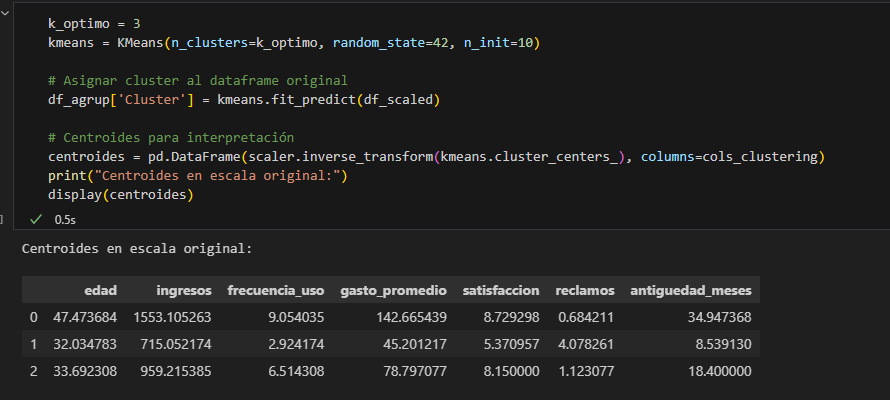 k_optimo = 3
kmeans = KMeans(n_clusters=k_optimo, random_state=42, n_init=10)
# Asignar cluster al dataframe original
df_agrup['Cluster'] = kmeans.fit_predict(df_scaled)
# Centroides para interpretación
centroides = pd.DataFrame(scaler.inverse_transform(kmeans.cluster_centers_), columns=cols_clustering)
print("Centroides en escala original:")
display(centroides)
] ✓ 0.5s
Centroides en escala original:
edad ingresos frecuencia_uso gasto_promedio satisfaccion reclamos antiguedad_meses
0 47.473684 1553.105263 9.054035 142.665439 8.729298 0.684211 34.947368
1 32.034783 715.052174 2.924174 45.201217 5.370957 4.078261 8.539130
2 33.692308 959.215385 6.514308 78.797077 8.150000 1.123077 18.400000